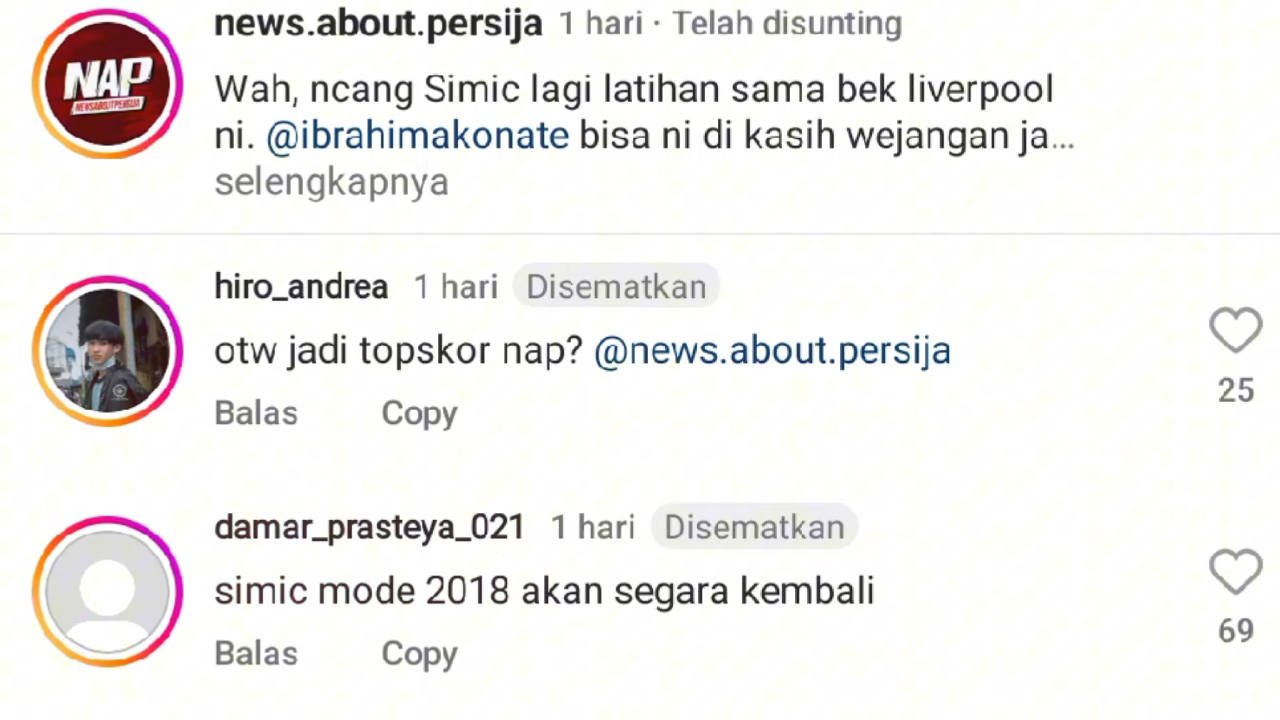 NAP
NEWSABOUTPERSIJA
news.about.persija 1 hari · Telah disunting
Wah, ncang Simic lagi latihan sama bek liverpool
ni. @ibrahimakonate bisa ni di kasih wejangan ja...
selengkapnya
hiro_andrea 1 hari Disematkan
otw jadi topskor nap? @news.about.persija
25
Balas Copy
damar_prasteya_021 1 hari Disematkan
simic mode 2018 akan segara kembali
69
Balas Copy